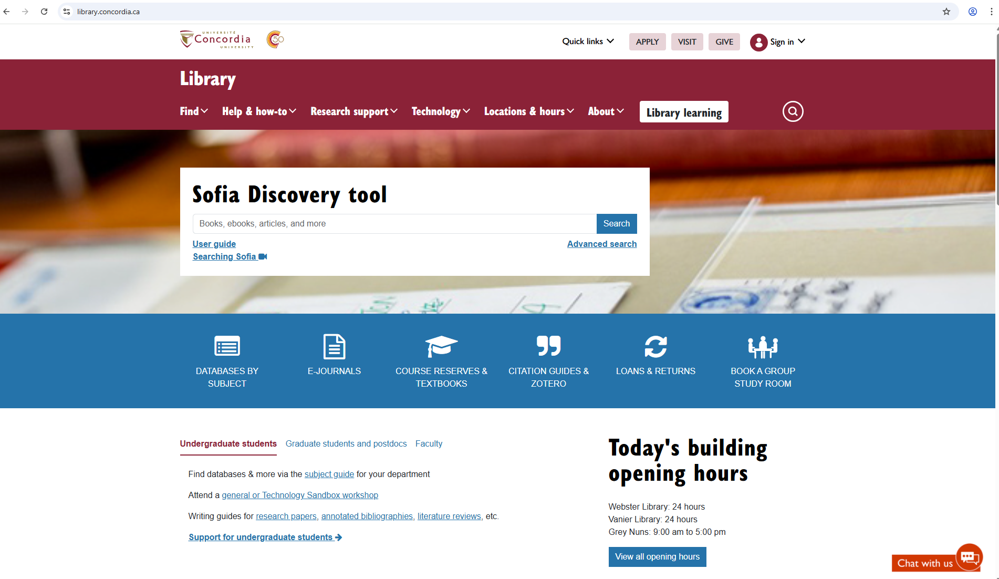 library.concordia.ca
UNIVERSITÉ
Concordia
UNIVERSITY
50
Quick links
APPLY
VISIT
GIVE
Sign in
Library
Find
Help & how-to
Research support
Technology
Locations & hours
About
Library learning
Sofia Discovery tool
Books, ebooks, articles, and more
Search
User guide
Advanced search
Searching Sofia
DATABASES BY
SUBJECT
E-JOURNALS
COURSE RESERVES &
TEXTBOOKS
CITATION GUIDES &
ZOTERO
LOANS & RETURNS
BOOK A GROUP
STUDY ROOM
Undergraduate students
Graduate students and postdocs
Faculty
Find databases & more via the subject guide for your department
Attend a general or Technology Sandbox workshop
Writing guides for research papers, annotated bibliographies, literature reviews, etc.
Support for undergraduate students
Today's building
opening hours
Webster Library: 24 hours
Vanier Library: 24 hours
Grey Nuns: 9:00 am to 5:00 pm
View all opening hours
Chat with us